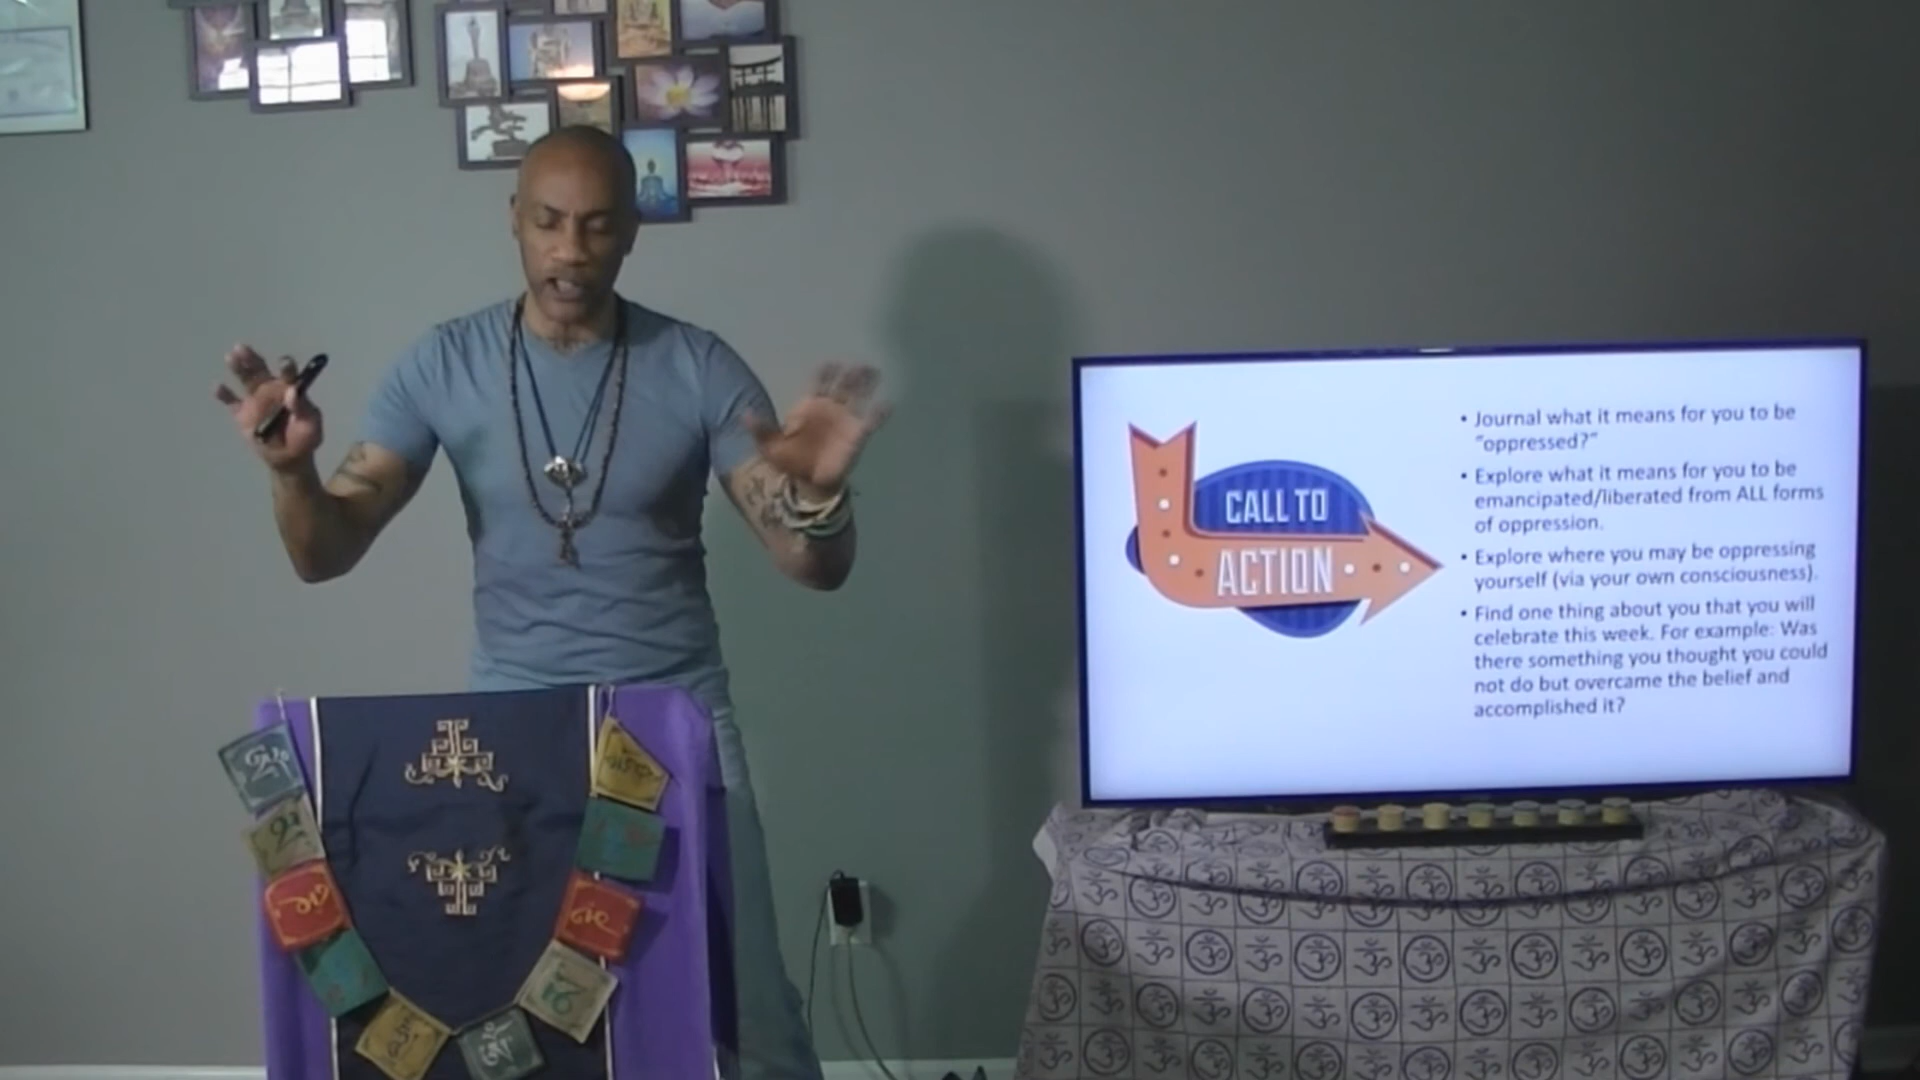 CALL TO
ACTION
• Journal what it means for you to be
"oppressed?"
• Explore what it means for you to be
emancipated/liberated from ALL forms
of oppression.
• Explore where you may be oppressing
yourself (via your own consciousness).
• Find one thing about you that you will
celebrate this week. For example: Was
there something you thought you could
not do but overcame the belief and
accomplished it?